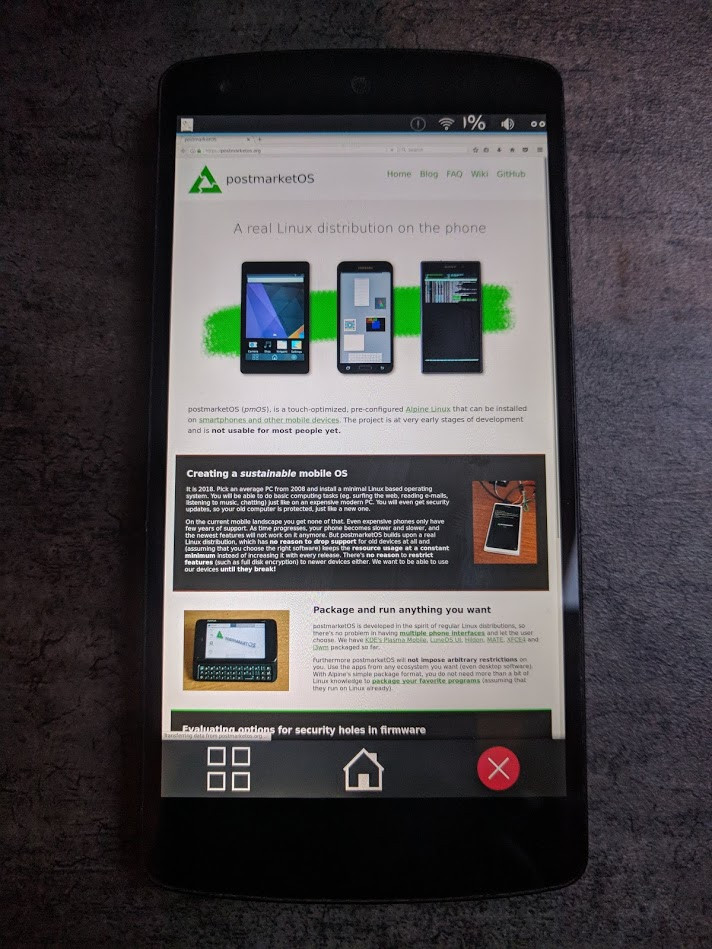 1%
postmarketOS
https://postmarketos.org
Search
postmarketOS
Home Blog FAQ Wiki GitHub
A real Linux distribution on the phone
postmarketOS (pmOS), is a touch-optimized, pre-configured Alpine Linux that can be installed
on smartphones and other mobile devices. The project is at very early stages of development
and is not usable for most people yet.
Creating a sustainable mobile OS
It is 2018. Pick an average PC from 2008 and install a minimal Linux based operating
system. You will be able to do basic computing tasks (eg. surfing the web, reading e-mails,
listening to music, chatting) just like on an expensive modern PC. You will even get security
updates, so your old computer is protected, just like a new one.
On the current mobile landscape you get none of that. Even expensive phones only have
few years of support. As time progresses, your phone becomes slower and slower, and
the newest features will not work on it anymore. But postmarketOS builds upon a real
Linux distribution, which has no reason to drop support for old devices at all and
(assuming that you choose the right software) keeps the resource usage at a constant
minimum instead of increasing it with every release. There's no reason to restrict
features (such as full disk encryption) to newer devices either. We want to be able to use
our devices until they break!
Package and run anything you want
postmarketOS is developed in the spirit of regular Linux distributions, so
there's no problem in having multiple phone interfaces and let the user
choose. We have KDE's Plasma Mobile, LuneOS UI, Hildon, MATE, XFCE4 and
i3wm packaged so far.
Furthermore postmarketOS will not impose arbitrary restrictions on
you. Use the apps from any ecosystem you want (even desktop software).
With Alpine's simple package format, you do not need more than a bit of
Linux knowledge to package your favorite programs (assuming that
they run on Linux already).
Evaluating options for security holes in firmware
Transferring data from postmarketos.org...